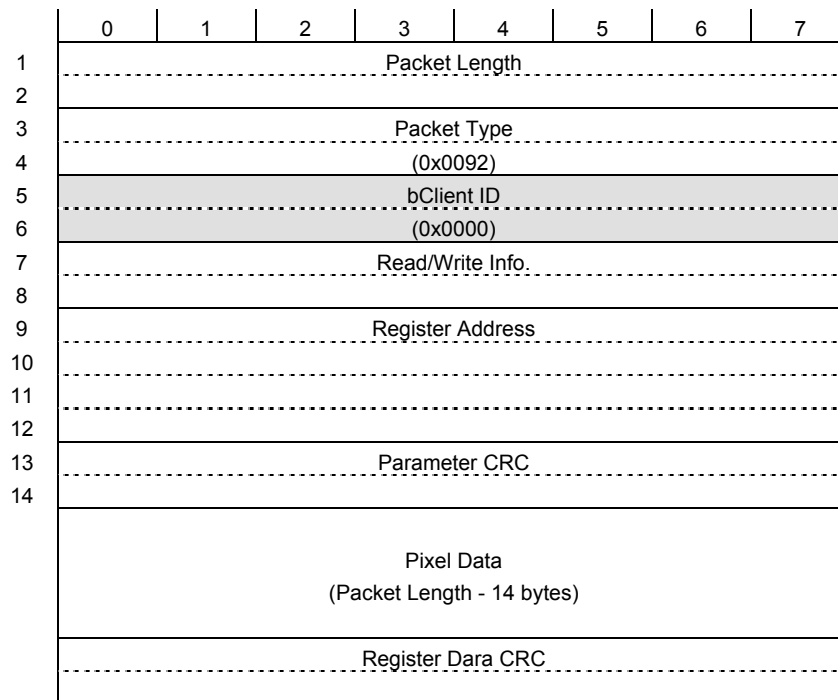 0 1 2 3 4 5 6 7
1 Packet Length
2
3 Packet Type
4 (0x0092)
5 bClient ID
6 (0x0000)
7 Read/Write Info.
8
9 Register Address
10
11
12
13 Parameter CRC
14
Pixel Data
(Packet Length - 14 bytes)
Register Dara CRC